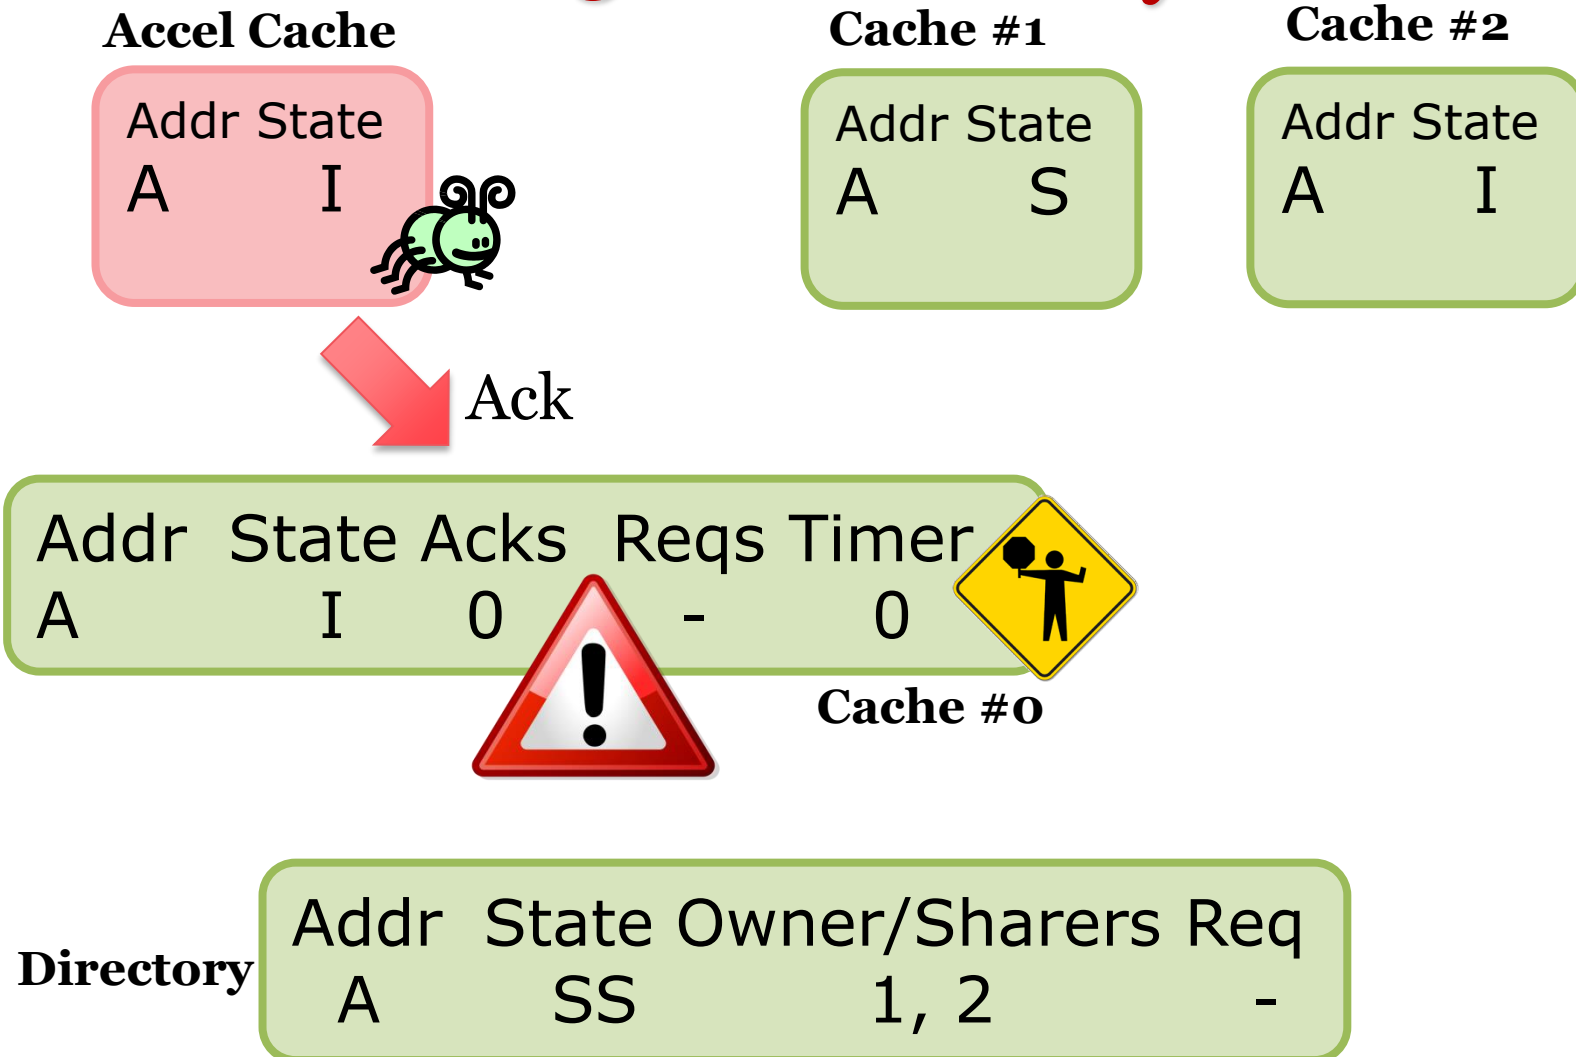 Accel Cache
Addr State
A I
Cache #1
Addr State
A S
Cache #2
Addr State
A I
Ack
Addr State Acks Reqs Timer
A I 0 - 0
Cache #0
Directory
Addr State Owner/Sharers Req
A SS 1, 2 -